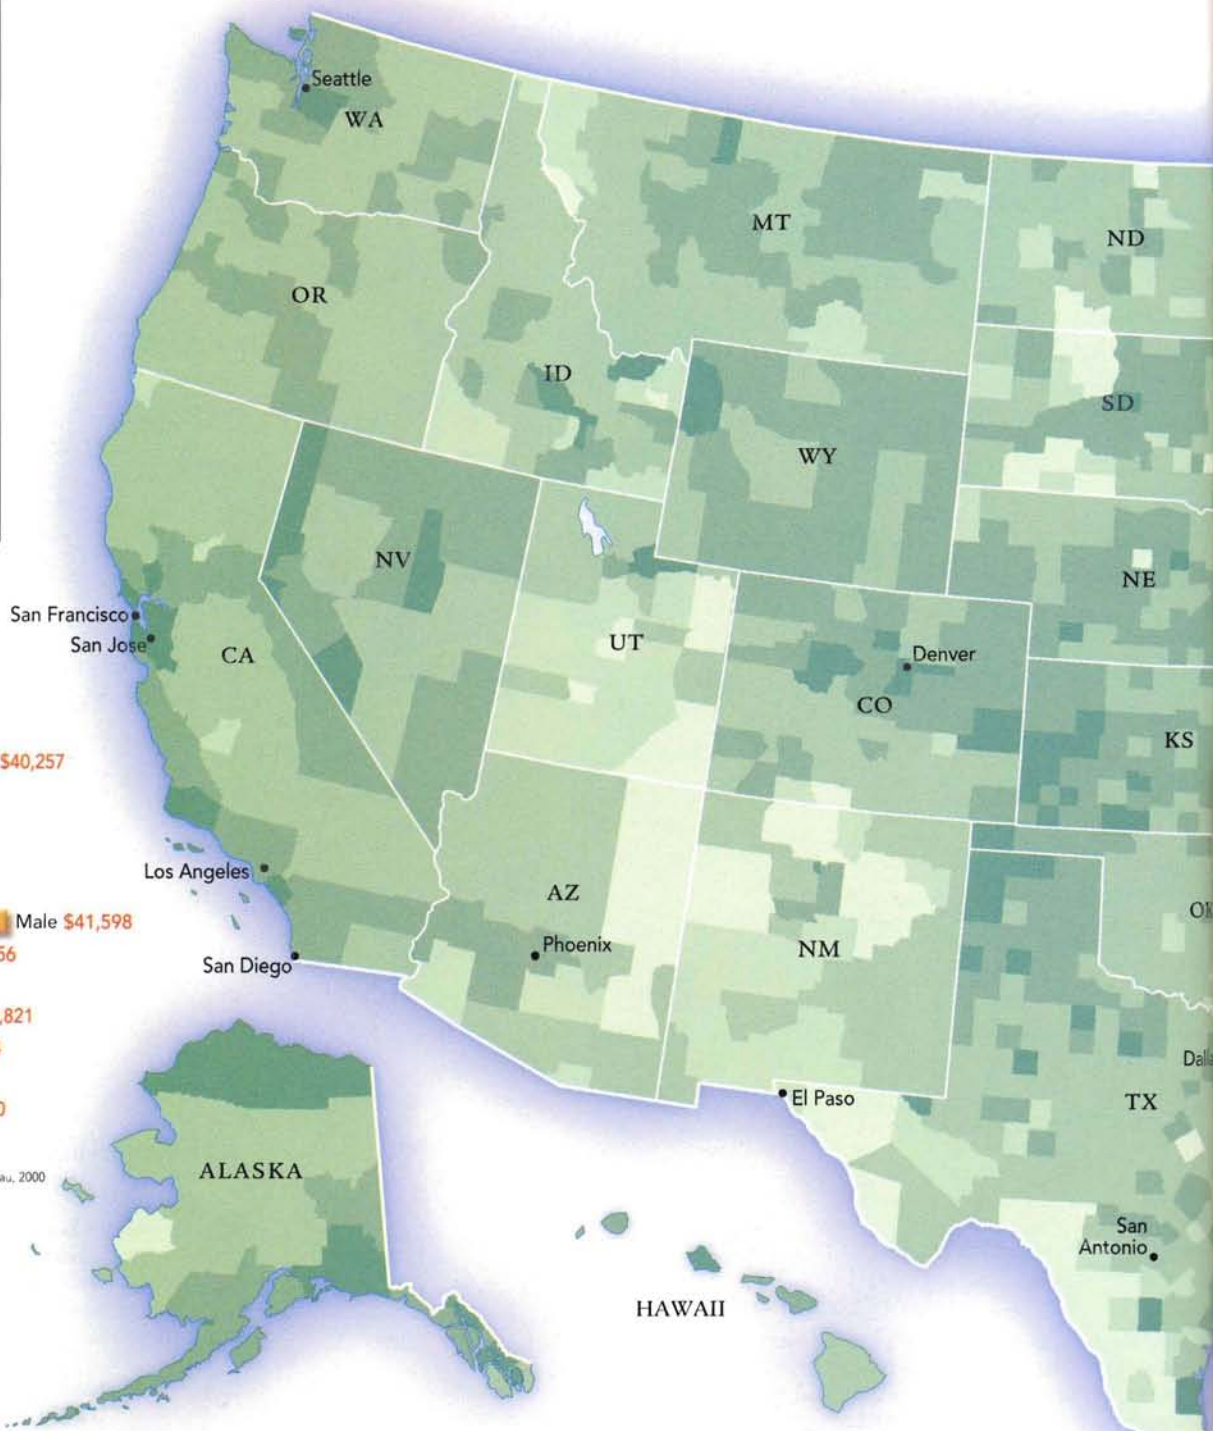 Seattle
WA
MT
ND
OR
ID
SD
WY
NV
NE
San Francisco
San Jose
CA
UT
Denver
CO
KS
$40,257
Los Angeles
AZ
Male $41,598
Phoenix
NM
San Diego
El Paso
TX
ALASKA
au, 2000
San
Antonio
HAWAII